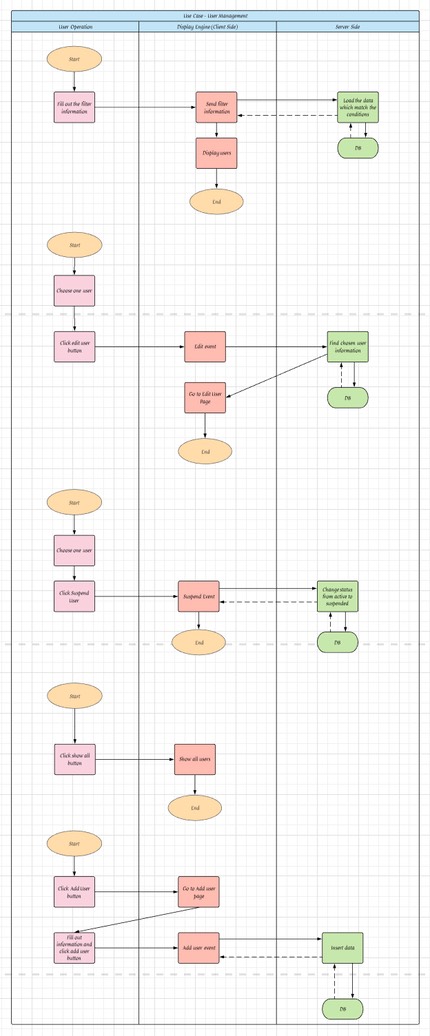 Use Case - User Management
User Operation
Display Engine (Client Side)
Server Side
Start
Fill out the filter
information
Send filter
information
Load the data
which match the
conditions
DB
Display users
End
Start
Choose one user
Click edit user
button
Edit event
Find chosen user
information
DB
Go to Edit User
Page
End
Start
Choose one user
Click Suspend
User
Suspend Event
Change status
from active to
suspended
DB
End
Start
Click show all
button
Show all users
End
Start
Click Add User
button
Go to Add user
page
Fill out
information and
click add user
button
Add user event
Insert data
DB